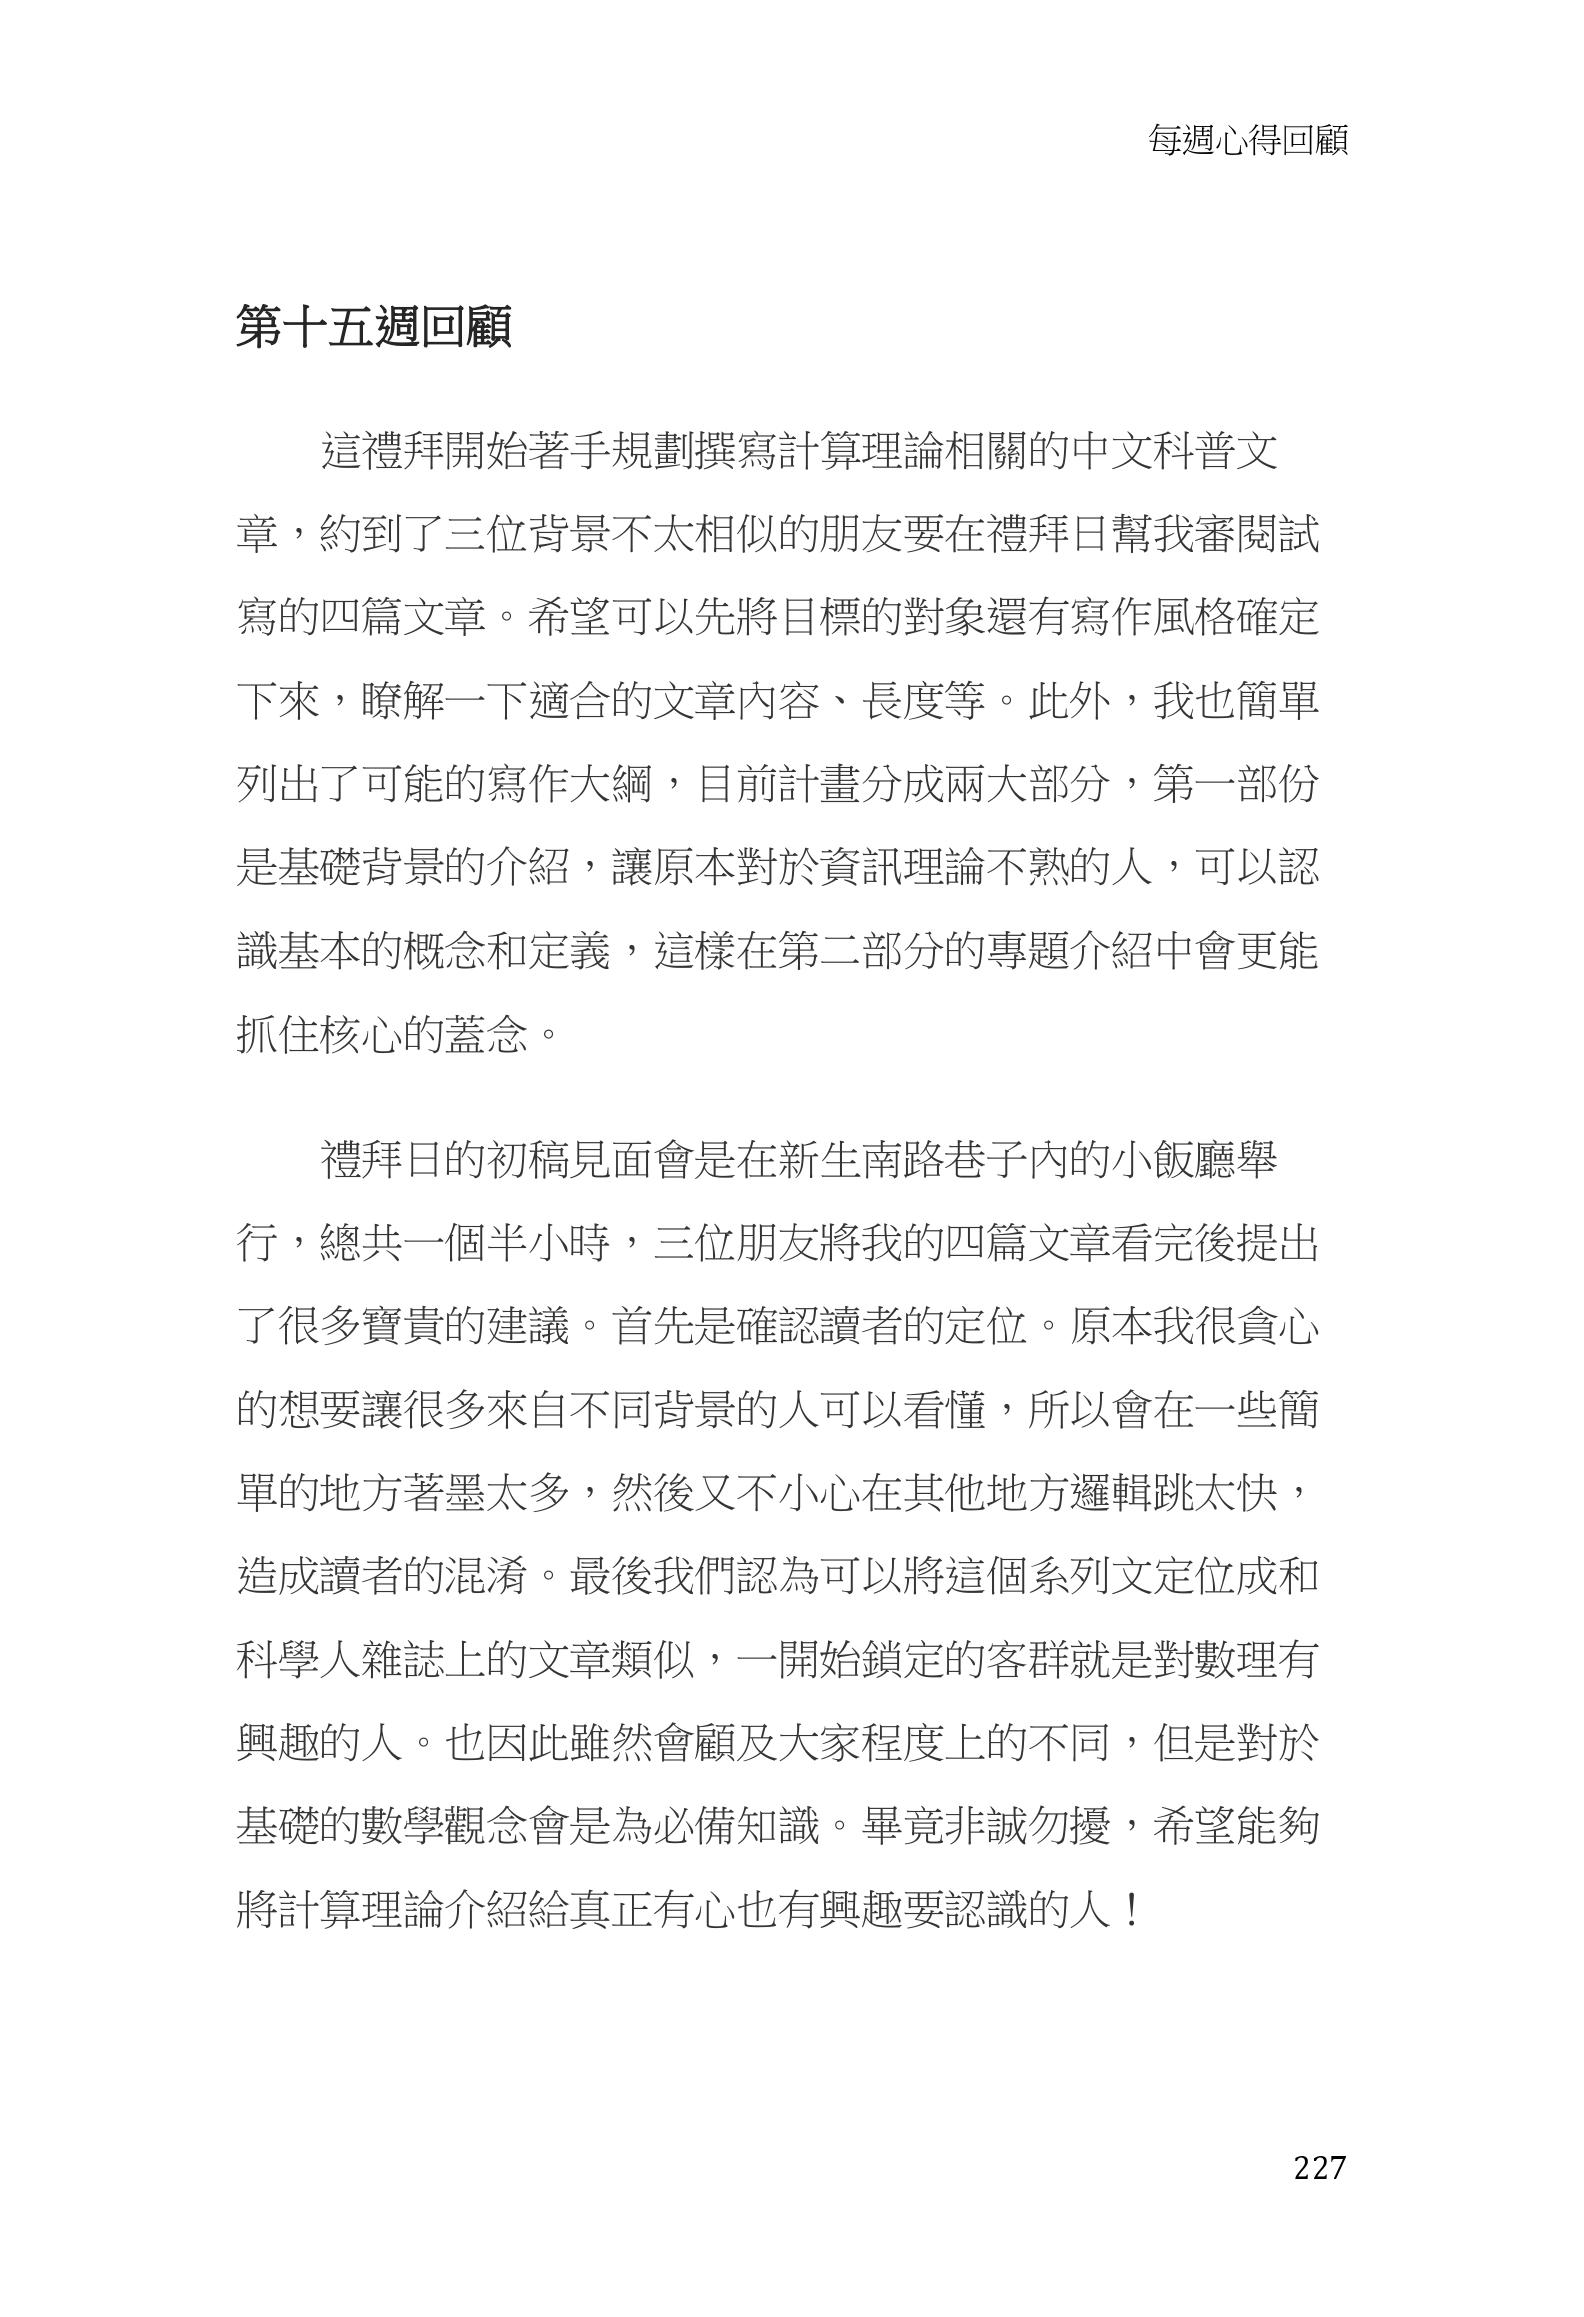 每週心得回顧
第十五週回顧
這禮拜開始著手規劃撰寫計算理論相關的中文科普文
章，約到了三位背景不太相似的朋友要在禮拜日幫我審閱試
寫的四篇文章。希望可以先將目標的對象還有寫作風格確定
下來，瞭解一下適合的文章內容、長度等。此外，我也簡單
列出了可能的寫作大綱，目前計畫分成兩大部分，第一部份
是基礎背景的介紹，讓原本對於資訊理論不熟的人，可以認
識基本的概念和定義，這樣在第二部分的專題介紹中會更能
抓住核心的蓋念。
禮拜日的初稿見面會是在新生南路巷子內的小飯廳舉
行，總共一個半小時，三位朋友將我的四篇文章看完後提出
了很多寶貴的建議。首先是確認讀者的定位。原本我很貪心
的想要讓很多來自不同背景的人可以看懂，所以會在一些簡
單的地方著墨太多，然後又不小心在其他地方邏輯跳太快，
造成讀者的混淆。最後我們認為可以將這個系列文定位成和
科學人雜誌上的文章類似，一開始鎖定的客群就是對數理有
興趣的人。也因此雖然會顧及大家程度上的不同，但是對於
基礎的數學觀念會是為必備知識。畢竟非誠勿擾，希望能夠
將計算理論介紹給真正有心也有興趣要認識的人！
227